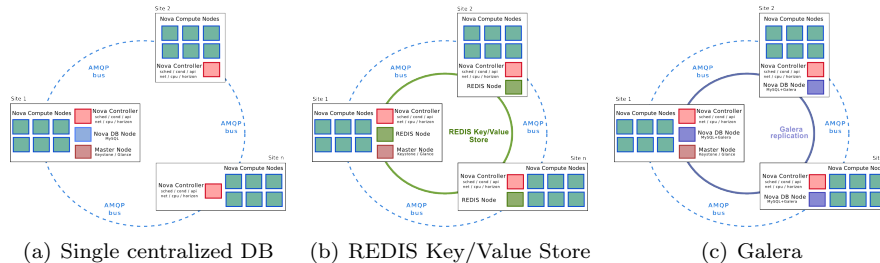 Site 2
Nova Compute Nodes
Nova Controller
sched / cond / api
net / cpu / horizon
AMQP
bus
Site 1
Nova Compute Nodes
Nova Controller
sched / cond / api
net / cpu / horizon
Nova DB Node
MySQL
Master Node
Keystone / Glance
AMQP
bus
Site n
Nova Compute Nodes
Nova Controller
sched / cond / api
net / cpu / horizon
AMQP
bus
(a) Single centralized DB
Site 2
Nova Compute Nodes
Nova Controller
sched / cond / api
net / cpu / horizon
REDIS Node
AMQP
bus
Site 1
Nova Compute Nodes
Nova Controller
sched / cond / api
net / cpu / horizon
REDIS Node
Master Node
Keystone / Glance
REDIS Key/Value
Store
AMQP
bus
Site n
Nova Compute Nodes
Nova Controller
sched / cond / api
net / cpu / horizon
REDIS Node
AMQP
bus
(b) REDIS Key/Value Store
Site 2
Nova Compute Nodes
Nova Controller
sched / cond / api
net / cpu / horizon
Nova DB Node
MySQL+Galera
AMQP
bus
Site 1
Nova Compute Nodes
Nova Controller
sched / cond / api
net / cpu / horizon
Nova DB Node
MySQL+Galera
Master Node
Keystone / Glance
Galera
replication
AMQP
bus
Site n
Nova Compute Nodes
Nova Controller
sched / cond / api
net / cpu / horizon
Nova DB Node
MySQL+Galera
AMQP
bus
(c) Galera